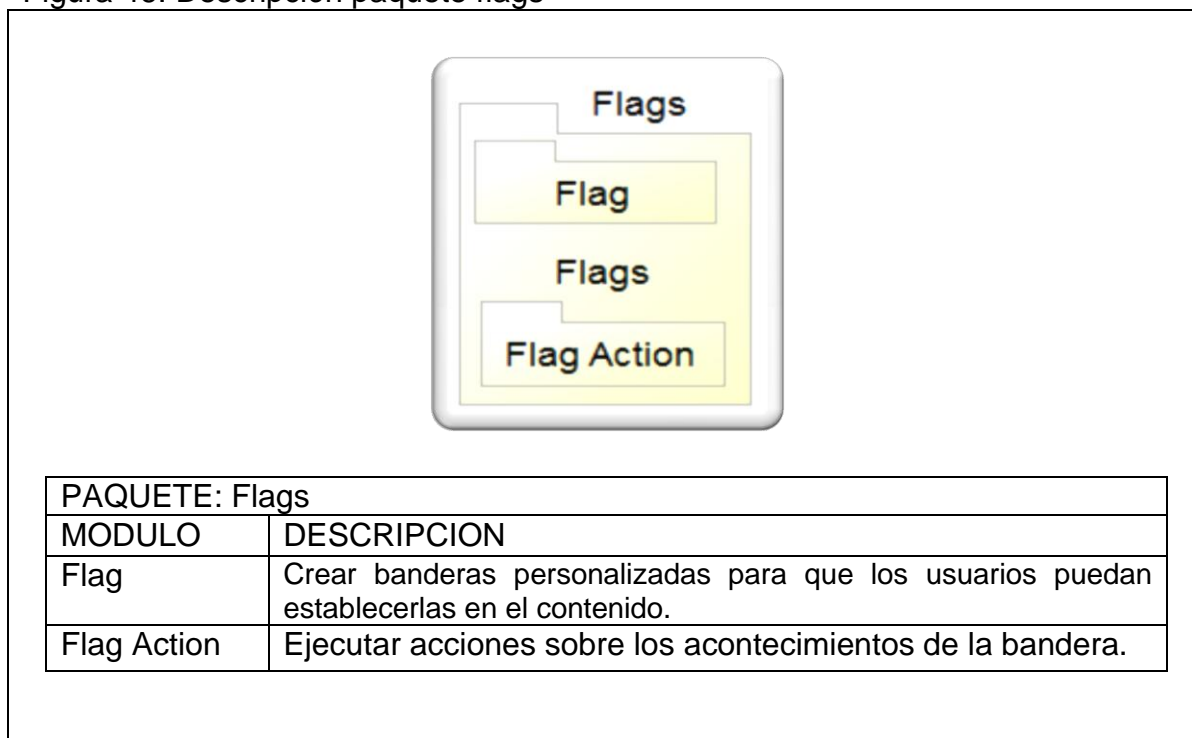 Flags
Flag
Flags
Flag Action
PAQUETE: Flags
MODULO DESCRIPCION
Flag Crear banderas personalizadas para que los usuarios puedan
establecerlas en el contenido.
Flag Action Ejecutar acciones sobre los acontecimientos de la bandera.